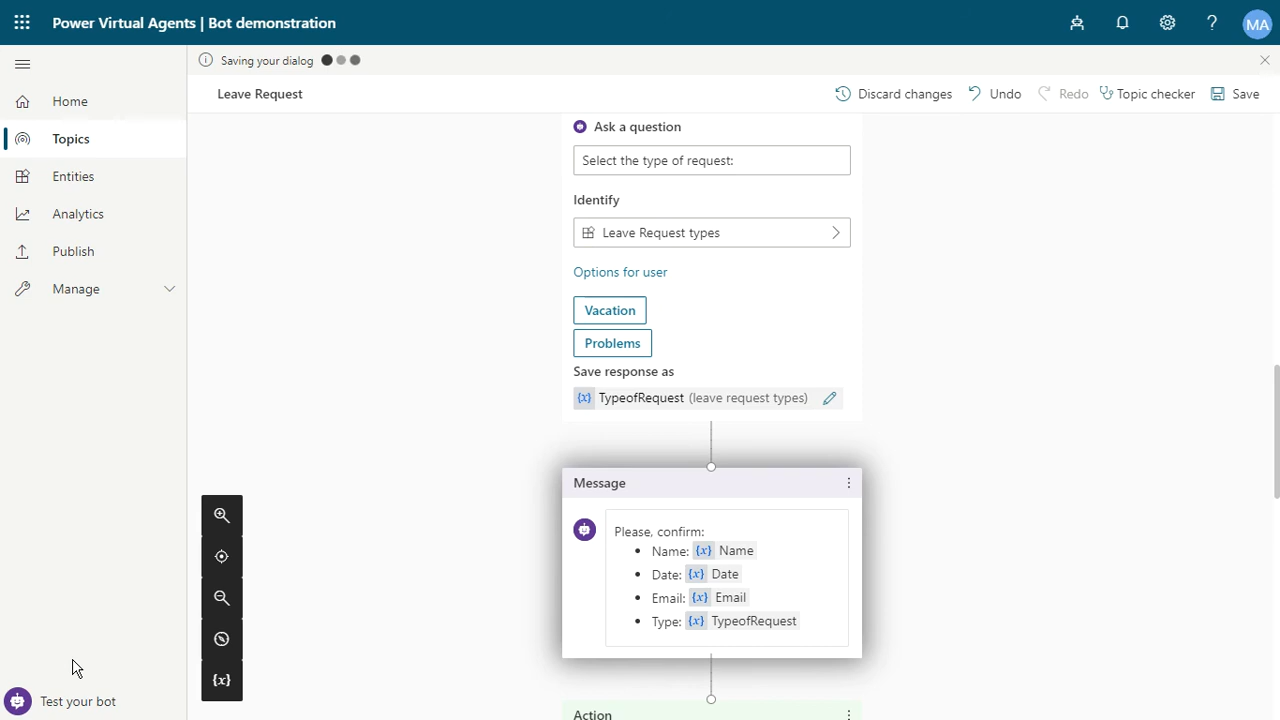 Power Virtual Agents | Bot demonstration
?
MA
Saving your dialog
Leave Request
Discard changes
Undo
Redo
Topic checker
Save
Home
Topics
Entities
Analytics
Publish
Manage
Ask a question
Select the type of request:
Identify
Leave Request types
Options for user
Vacation
Problems
Save response as
{x} TypeofRequest (leave request types)
Message
Please, confirm:
• Name: {x} Name
• Date: {x} Date
• Email: {x} Email
• Type: {x} TypeofRequest
Action
{x}
Test your bot